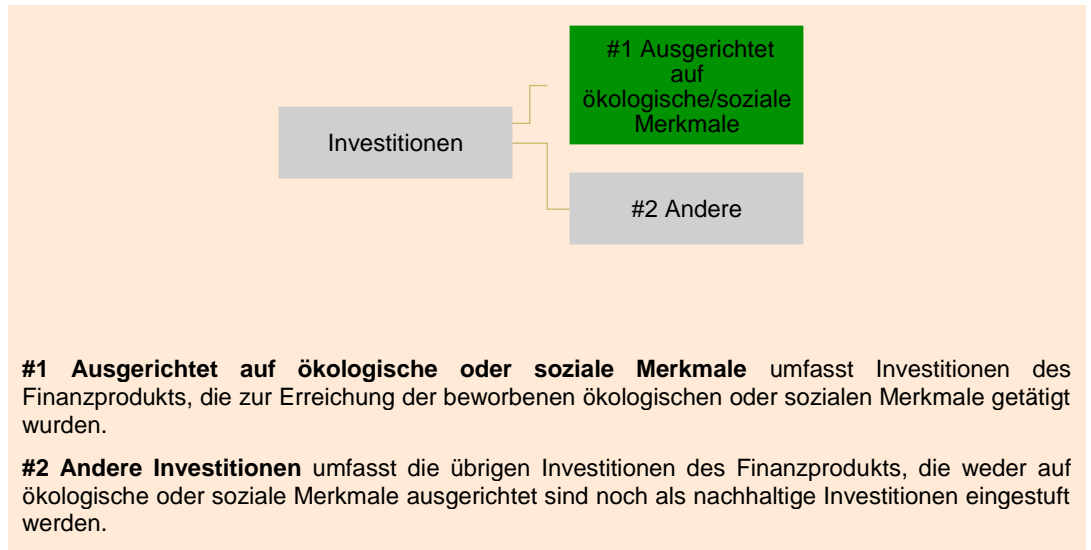 #1 Ausgerichtet
auf
ökologische/soziale
Merkmale
Investitionen
#2 Andere
#1 Ausgerichtet auf ökologische oder soziale Merkmale umfasst Investitionen des
Finanzprodukts, die zur Erreichung der beworbenen ökologischen oder sozialen Merkmale getätigt
wurden.
#2 Andere Investitionen umfasst die übrigen Investitionen des Finanzprodukts, die weder auf
ökologische oder soziale Merkmale ausgerichtet sind noch als nachhaltige Investitionen eingestuft
werden.